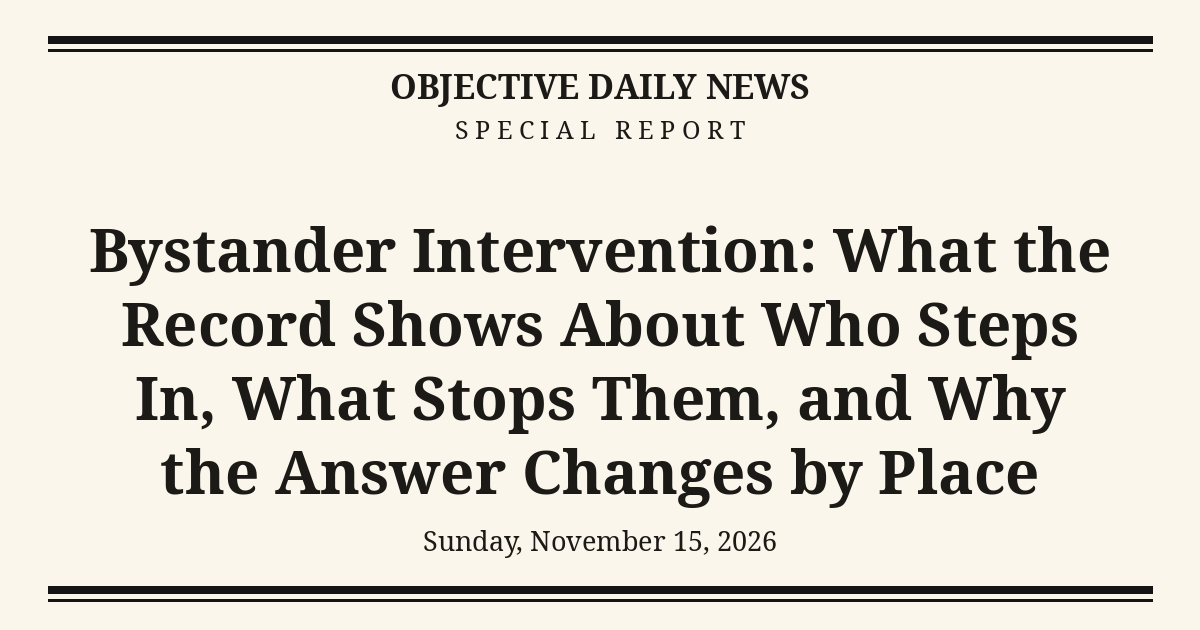 OBJECTIVE DAILY NEWS
SPECIAL REPORT
Bystander Intervention: What the
Record Shows About Who Steps
In, What Stops Them, and Why
the Answer Changes by Place
Sunday, November 15, 2026